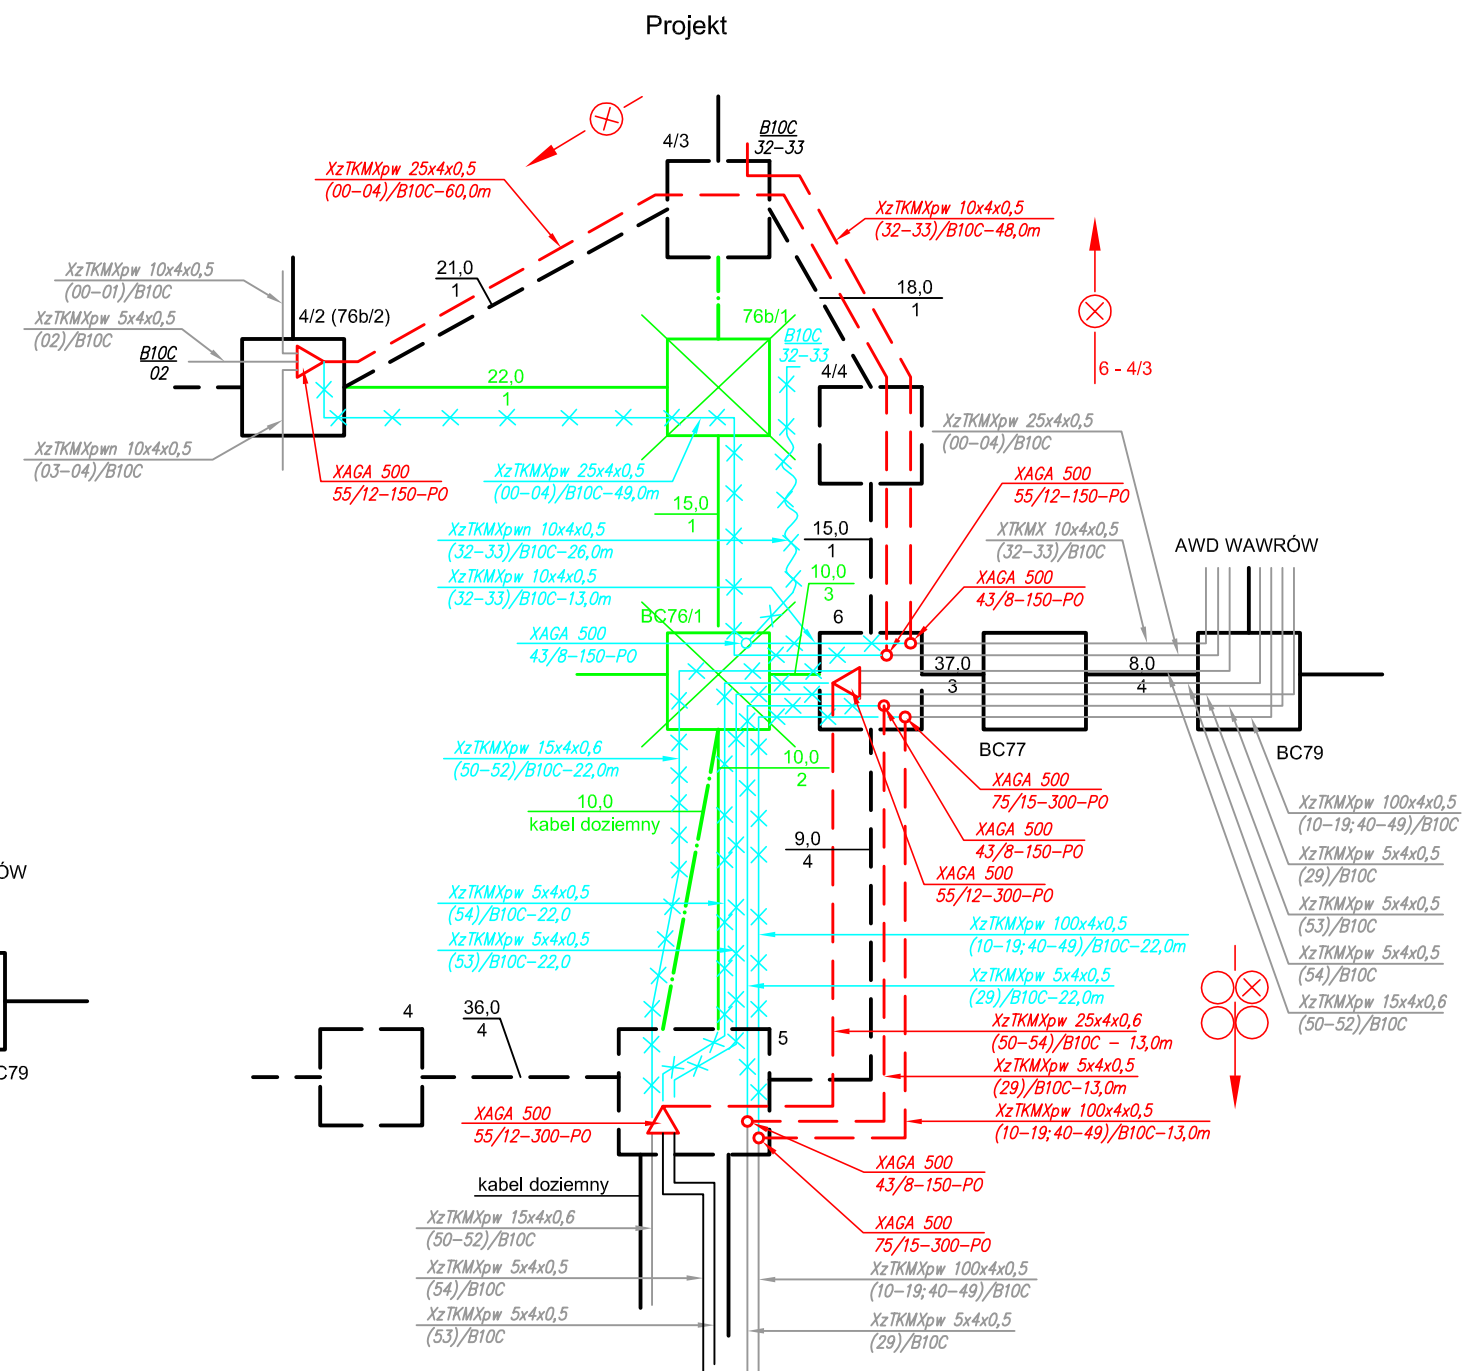 Projekt
4/3
B10C
32-33
XzTKMXpw 25x4x0,5
(00-04)/B10C-60,0m
XzTKMXpw 10x4x0,5
(32-33)/B10C-48,0m
XzTKMXpw 10x4x0,5
(00-01)/B10C
21,0
1
18,0
1
XzTKMXpw 5x4x0,5
(02)/B10C
4/2 (76b/2)
76b/1
B10C
32-33
B10C
02
4/4
6 - 4/3
22,0
1
XzTKMXpwn 10x4x0,5
(03-04)/B10C
XAGA 500
55/12-150-PO
XzTKMXpw 25x4x0,5
(00-04)/B10C-49,0m
XzTKMXpw 25x4x0,5
(00-04)/B10C
XAGA 500
55/12-150-PO
15,0
1
XzTKMXpwn 10x4x0,5
(32-33)/B10C-26,0m
15,0
1
XTKMX 10x4x0,5
(32-33)/B10C
AWD WAWRÓW
XzTKMXpw 10x4x0,5
(32-33)/B10C-13,0m
10,0
3
XAGA 500
43/8-150-PO
BC76/1
6
XAGA 500
43/8-150-PO
37.0
3
8.0
4
BC77
BC79
XzTKMXpw 15x4x0,6
(50-52)/B10C-22,0m
10,0
2
XAGA 500
75/15-300-PO
10,0
kabel doziemny
XzTKMXpw 100x4x0,5
(10-19;40-49)/B10C
XAGA 500
43/8-150-PO
9,0
4
XzTKMXpw 5x4x0,5
(29)/B10C
ÓW
XAGA 500
55/12-300-PO
XzTKMXpw 5x4x0,5
(54)/B10C-22,0
XzTKMXpw 5x4x0,5
(53)/B10C
XzTKMXpw 100x4x0,5
(10-19;40-49)/B10C-22,0m
XzTKMXpw 5x4x0,5
(53)/B10C-22,0
XzTKMXpw 5x4x0,5
(54)/B10C
XzTKMXpw 5x4x0,5
(29)/B10C-22,0m
XzTKMXpw 15x4x0,6
(50-52)/B10C
4
36,0
4
5
XzTKMXpw 25x4x0,6
(50-54)/B10C - 13,0m
C79
XzTKMXpw 5x4x0,5
(29)/B10C-13,0m
XAGA 500
55/12-300-PO
XzTKMXpw 100x4x0,5
(10-19;40-49)/B10C-13,0m
XAGA 500
43/8-150-PO
kabel doziemny
XzTKMXpw 15x4x0,6
(50-52)/B10C
XAGA 500
75/15-300-PO
XzTKMXpw 5x4x0,5
(54)/B10C
XzTKMXpw 100x4x0,5
(10-19;40-49)/B10C
XzTKMXpw 5x4x0,5
(53)/B10C
XzTKMXpw 5x4x0,5
(29)/B10C